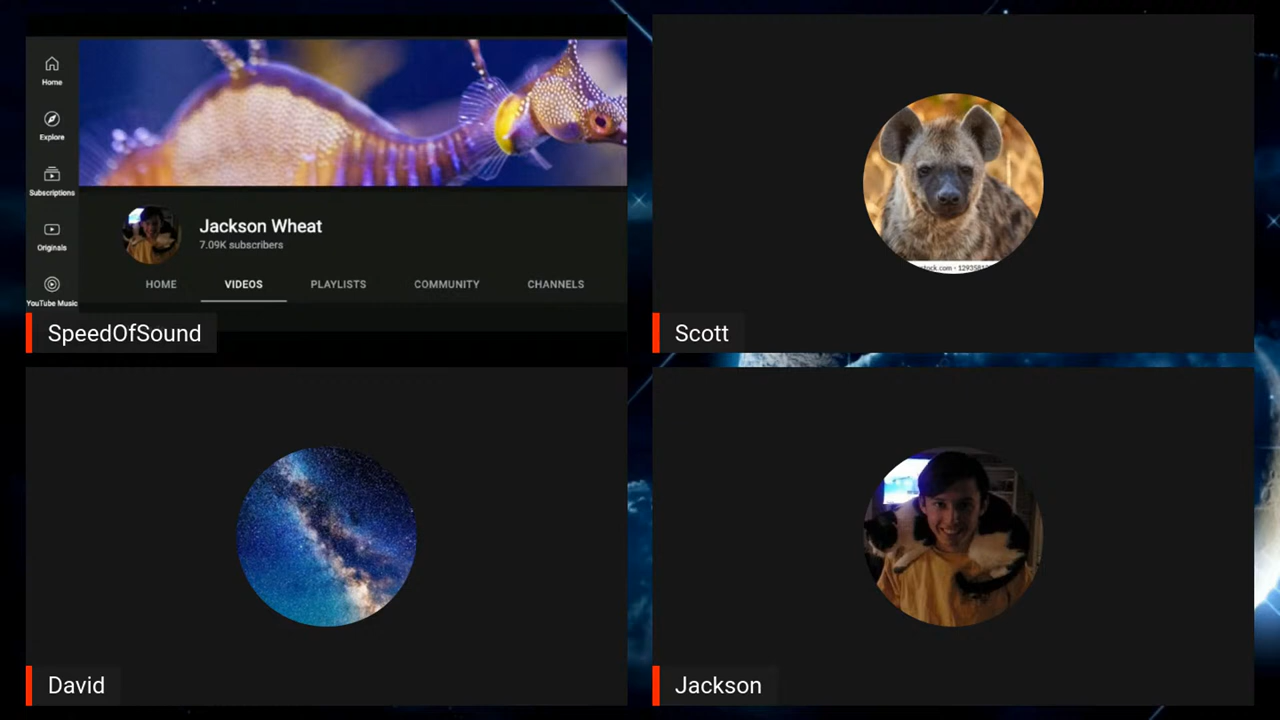 Home
Explore
Subscriptions
Originals
YouTube Music
Jackson Wheat
7.09K subscribers
HOME VIDEOS PLAYLISTS COMMUNITY CHANNELS
SpeedOfSound
Scott
David
Jackson